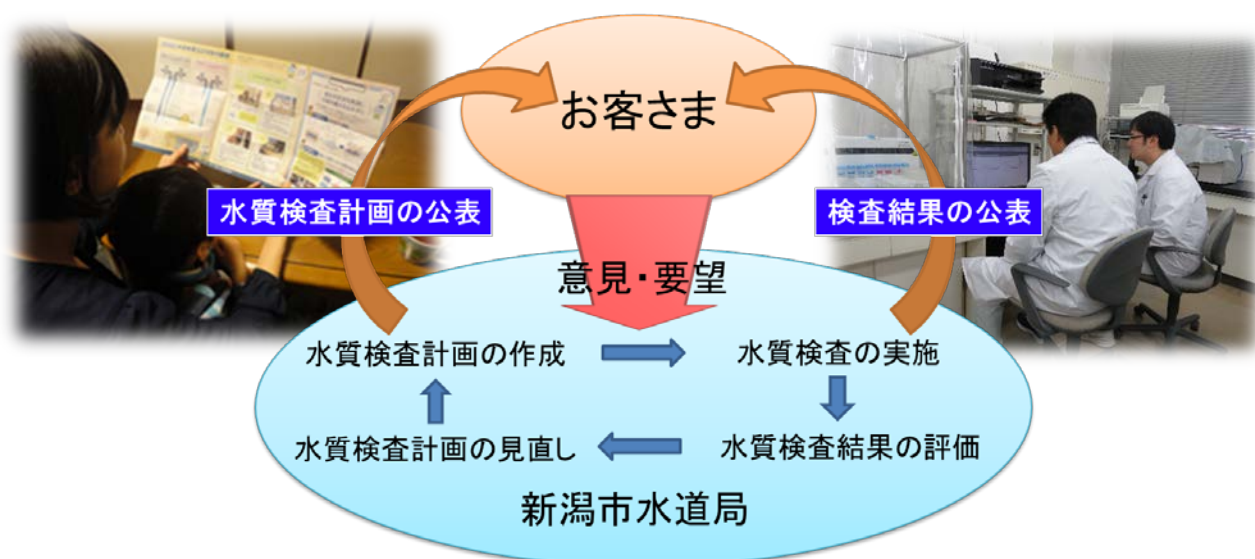 お客さま
水質検査計画の公表
検査結果の公表
意見・要望
水質検査計画の作成
水質検査の実施
水質検査計画の見直し
水質検査結果の評価
新潟市水道局